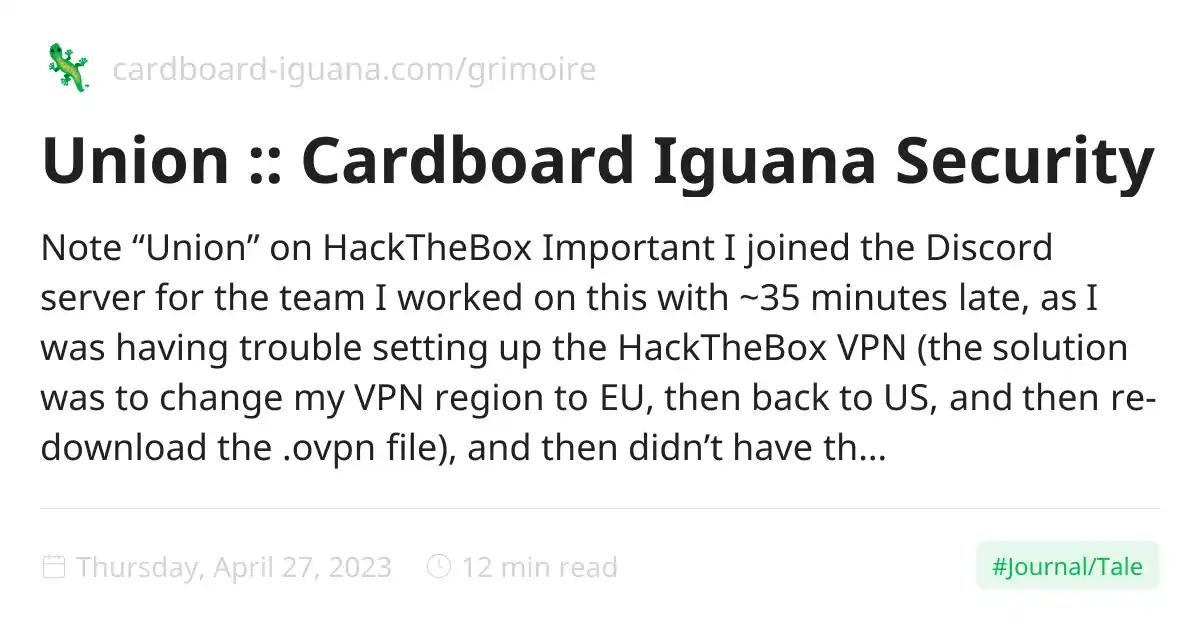 cardboard-iguana.com/grimoire
Union :: Cardboard Iguana Security
Note “Union” on HackTheBox Important I joined the Discord
server for the team I worked on this with ~35 minutes late, as I
was having trouble setting up the HackTheBox VPN (the solution
was to change my VPN region to EU, then back to US, and then re-
download the .ovpn file), and then didn’t have th...
Thursday, April 27, 2023 12 min read #Journal/Tale